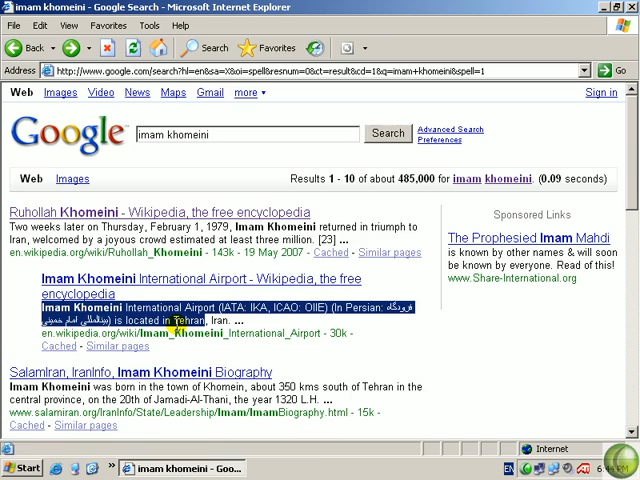 imam khomeini - Google Search - Microsoft Internet Explorer
File Edit View Favorites Tools Help
Back Search Favorites
Address http://www.google.com/search?hl=en&sa=X&oi=spell&resnum=0&ct=result&cd=1&q=imam+khomeini&spell=1 Go
Web Images Video News Maps Gmail more Sign in
Google imam khomeini Search Advanced Search
Preferences
Web Images Results 1 - 10 of about 485,000 for imam khomeini. (0.09 seconds)
Ruhollah Khomeini - Wikipedia, the free encyclopedia
Two weeks later on Thursday, February 1, 1979, Imam Khomeini returned in triumph to
Iran, welcomed by a joyous crowd estimated at least three million. [23] ...
en.wikipedia.org/wiki/Ruhollah_Khomeini - 143k - 19 May 2007 - Cached - Similar pages
Imam Khomeini International Airport - Wikipedia, the free
encyclopedia
Imam Khomeini International Airport (IATA: IKA, ICAO: OIIE) (In Persian: فرودگاه
بین‌المللی امام خمینی) is located in Tehran, Iran. ...
en.wikipedia.org/wiki/Imam_Khomeini_International_Airport - 30k -
Cached - Similar pages
SalamIran, IranInfo, Imam Khomeini Biography
Imam Khomeini was born in the town of Khomein, about 350 kms south of Tehran in the
central province, on the 20th of Jamadi-Al-Thani, the year 1320 L.H. ...
www.salamiran.org/IranInfo/State/Leadership/Imam/ImamBiography.html - 15k -
Cached - Similar pages
Sponsored Links
The Prophesied Imam Mahdi
is known by other names & will soon
be known by everyone. Read of this!
www.Share-International.org
Internet
Start imam khomeini - Goo... EN